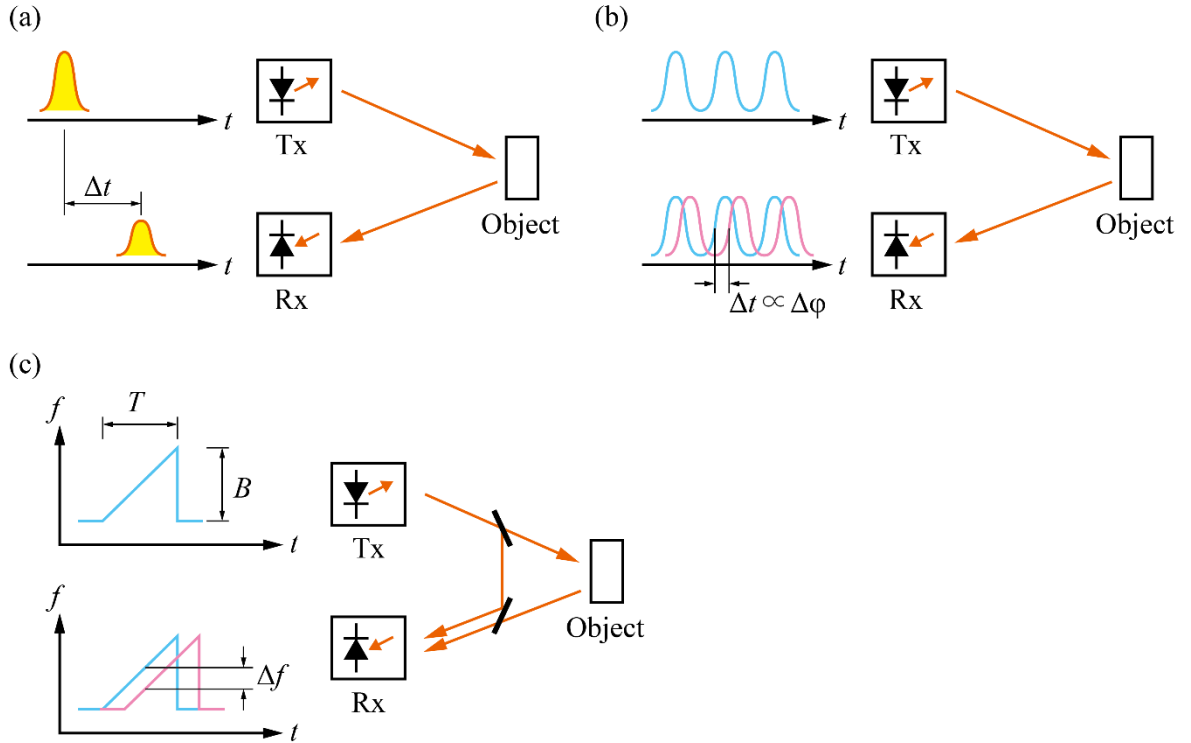 (a)
t
Tx
Δt
Object
t
Rx
(b)
t
Tx
Object
t
Rx
Δt ∝ Δφ
(c)
f
T
B
t
Tx
f
Object
Δf
t
Rx